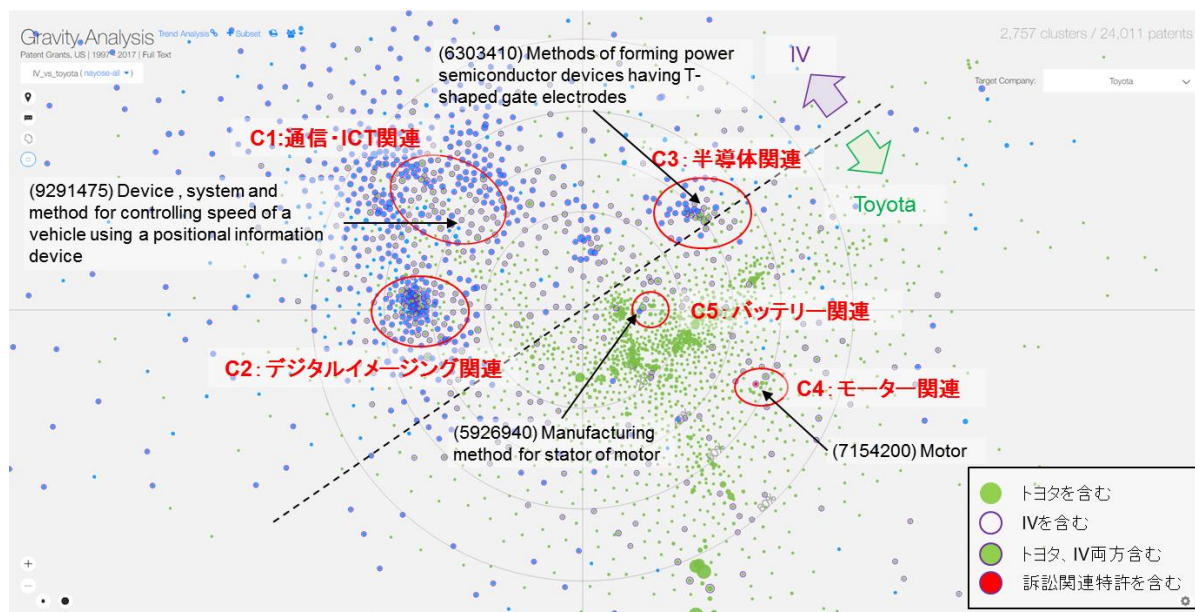 Gravity Analysis Trend Analysis Subset
Patent Grants, US | 1997 - 2017 | Full Text
IV_vs_toyota (nayose-all)
2,757 clusters / 24,011 patents
Target Company:
Toyota
(6303410) Methods of forming power
semiconductor devices having T-
shaped gate electrodes
IV
Toyota
C1:通信・ICT関連
C3:半導体関連
(9291475) Device , system and
method for controlling speed of a
vehicle using a positional information
device
C5:バッテリー関連
C2:デジタルイメージング関連
C4:モーター関連
(5926940) Manufacturing
method for stator of motor
(7154200) Motor
80%
トヨタを含む
IVを含む
トヨタ、IV両方含む
訴訟関連特許を含む